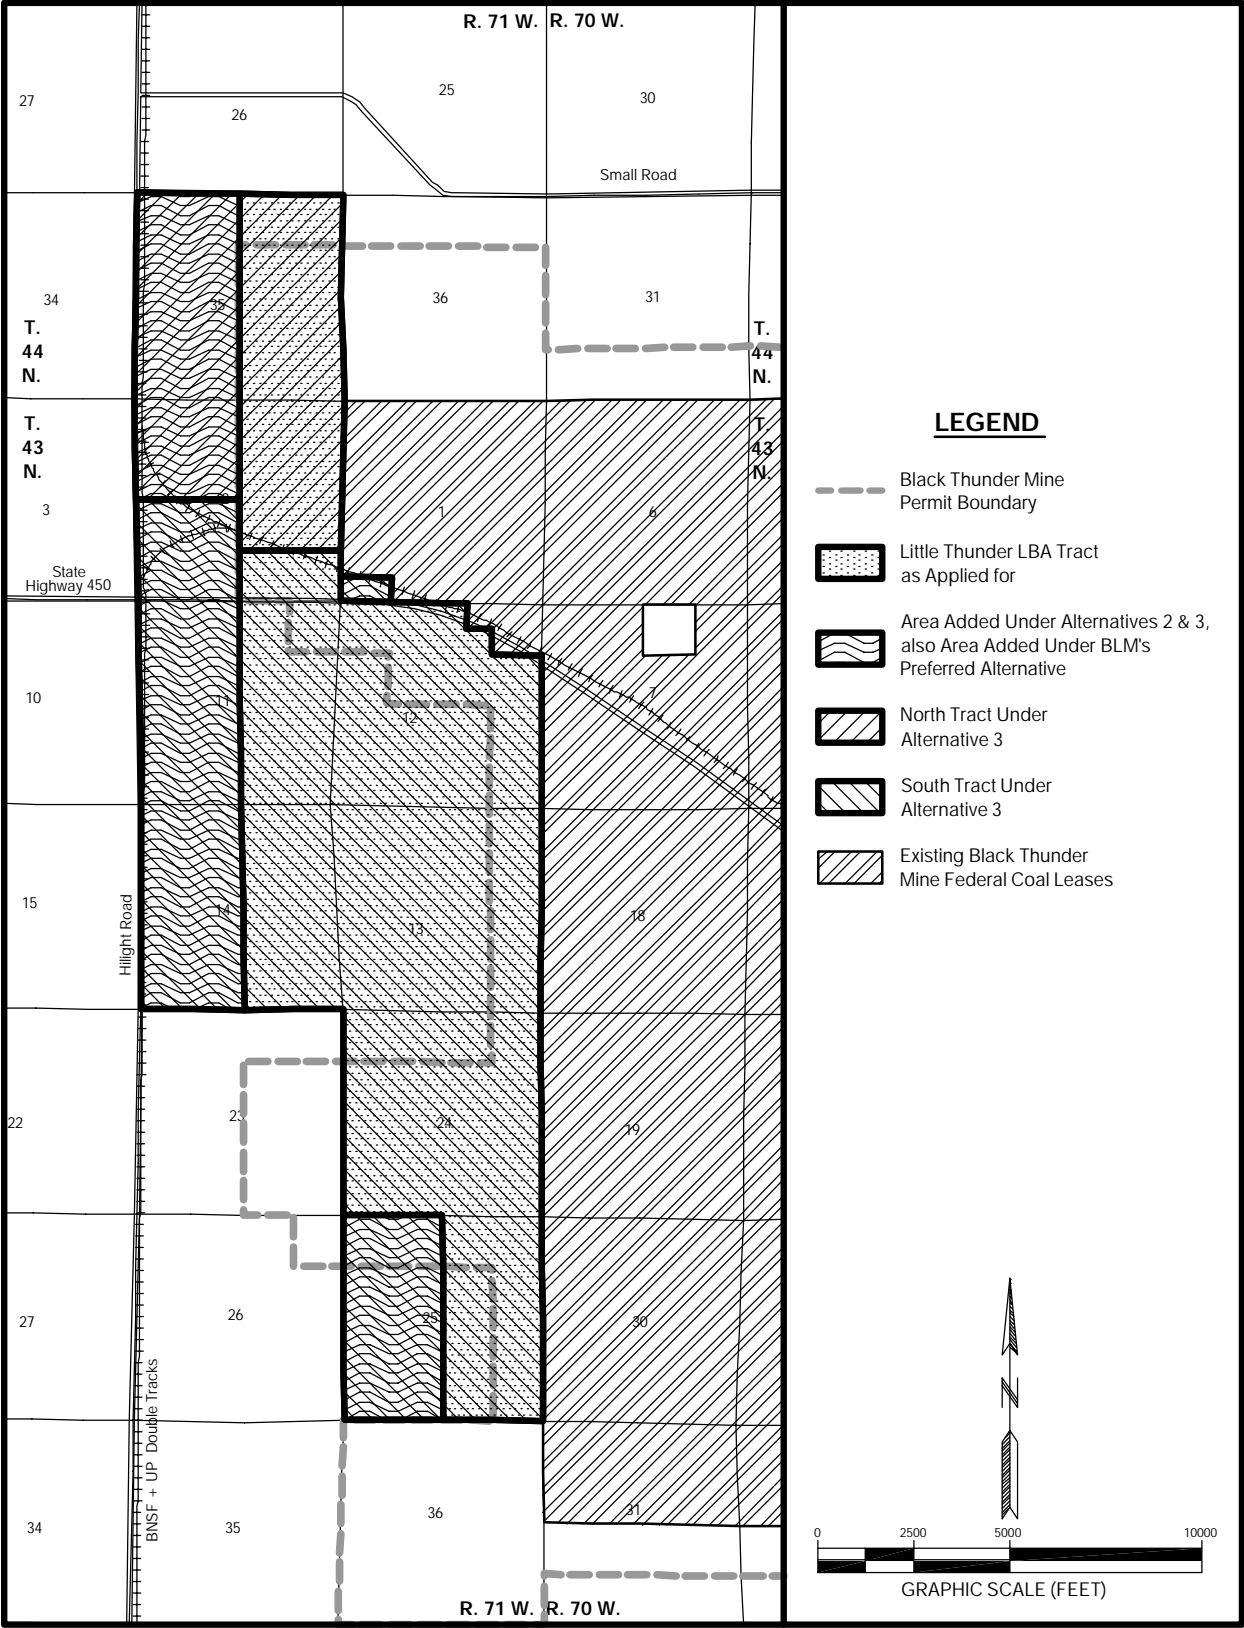 R. 71 W. R. 70 W.
27
26
25
30
Small Road
34
35
36
31
T.
44
N.
T.
44
N.
T.
43
N.
T.
43
N.
3
1
6
State
Highway 450
10
11
12
7
15
14
13
18
Hilight Road
22
23
24
19
27
26
25
30
BNSF + UP Double Tracks
34
35
36
31
R. 71 W. R. 70 W.
LEGEND
Black Thunder Mine
Permit Boundary
Little Thunder LBA Tract
as Applied for
Area Added Under Alternatives 2 & 3,
also Area Added Under BLM's
Preferred Alternative
North Tract Under
Alternative 3
South Tract Under
Alternative 3
Existing Black Thunder
Mine Federal Coal Leases
N
0 2500 5000 10000
GRAPHIC SCALE (FEET)